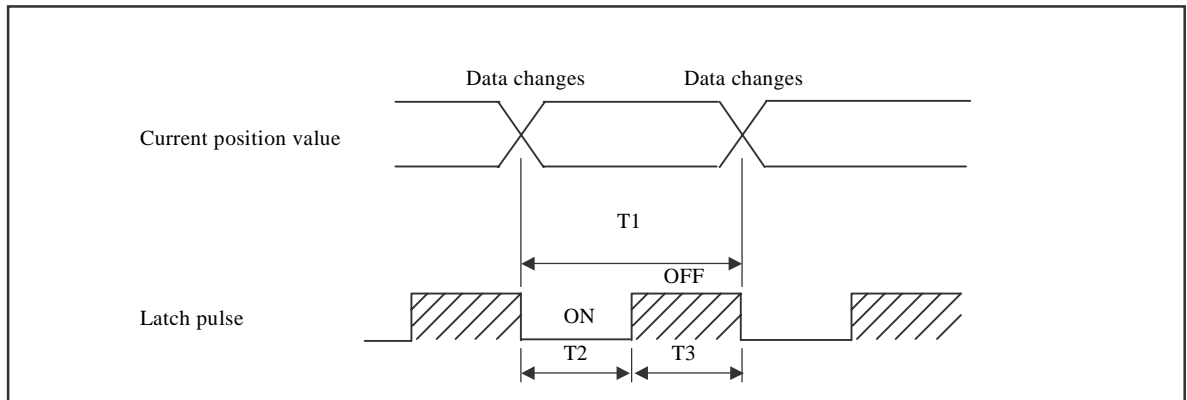 Data changes Data changes
Current position value
T1
OFF
Latch pulse
ON
T2 T3